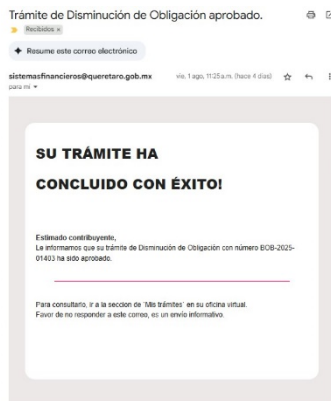 Trámite de Disminución de Obligación aprobado.
Recibidos x
Resume este correo electrónico
sistemasfinancieros@queretaro.gob.mx vie, 1 ago, 11:25 a.m. (hace 4 días)
para mí
SU TRÁMITE HA
CONCLUIDO CON ÉXITO!
Estimado contribuyente,
Le informamos que su trámite de Disminución de Obligación con número BOB-2025-
01403 ha sido aprobado.
Para consultarlo, ir a la seccion de 'Mis trámites' en su oficina virtual.
Favor de no responder a este correo, es un envío informativo.